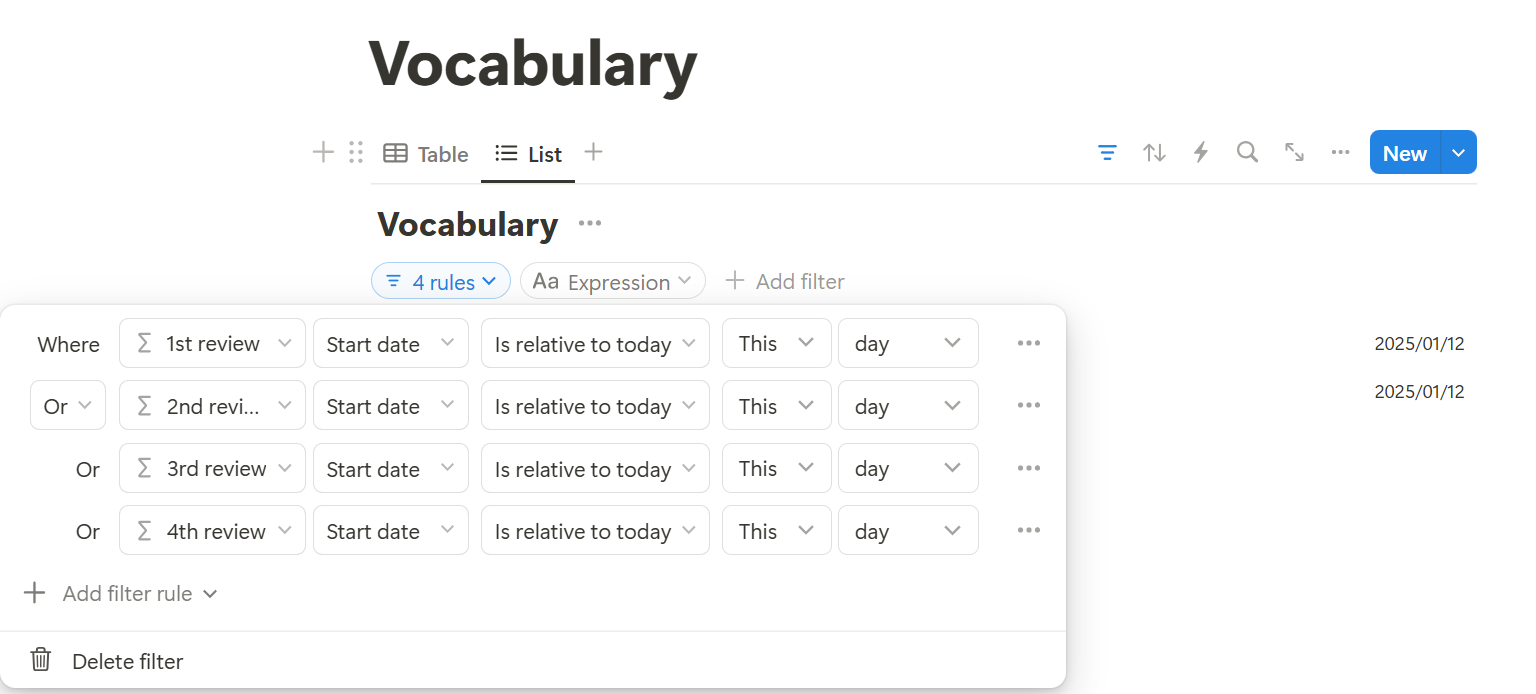 Vocabulary
Table List New
Vocabulary
4 rules Aa Expression Add filter
Where 1st review Start date Is relative to today This day 2025/01/12
2025/01/12
Or 2nd revi... Start date Is relative to today This day
Or 3rd review Start date Is relative to today This day
Or 4th review Start date Is relative to today This day
Add filter rule
Delete filter